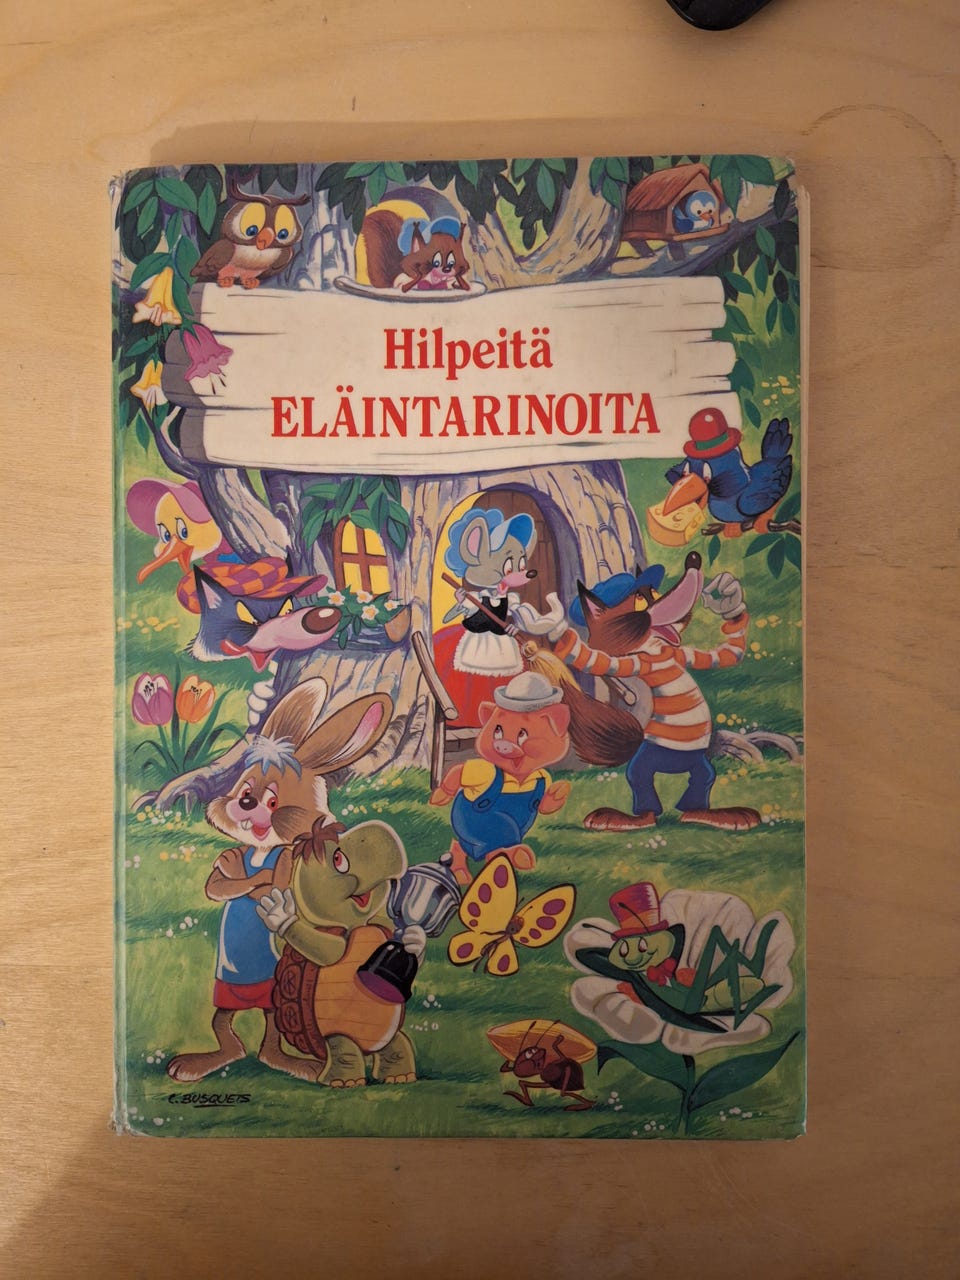 Hilpeitä
ELÄINTARINOITA
C. BUSQUETS